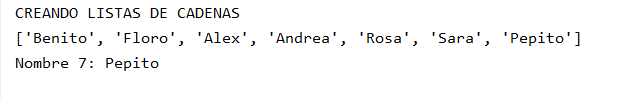 CREANDO LISTAS DE CADENAS
['Benito', 'Floro', 'Alex', 'Andrea', 'Rosa', 'Sara', 'Pepito']
Nombre 7: Pepito